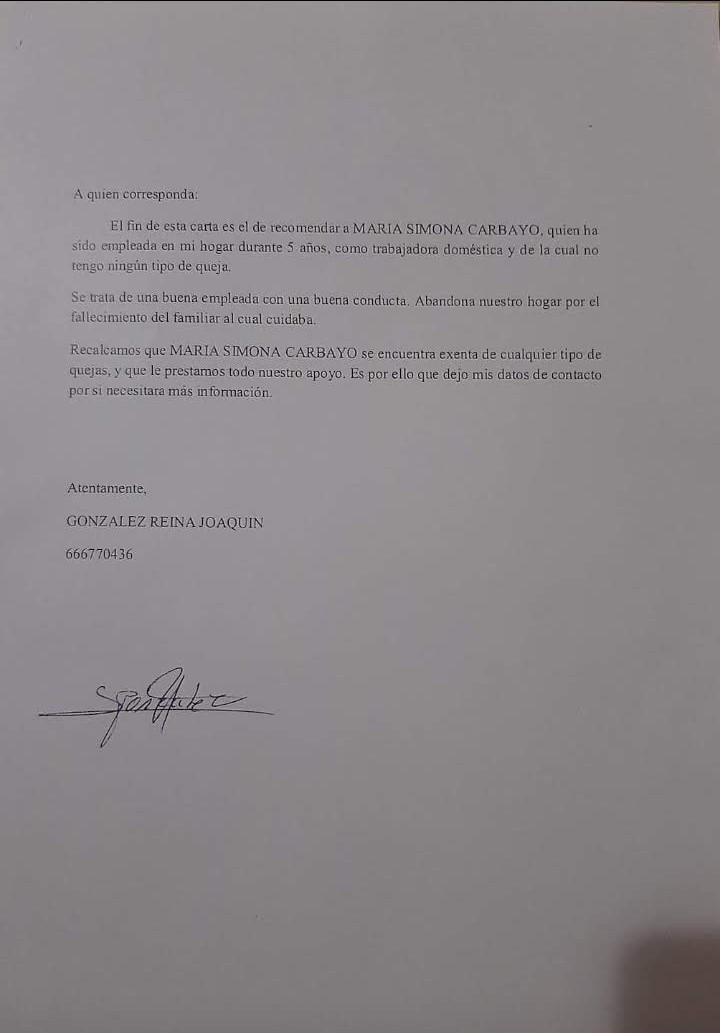 A quien corresponda:
El fin de esta carta es el de recomendar a MARIA SIMONA CARBAYO, quien ha
sido empleada en mi hogar durante 5 años, como trabajadora doméstica y de la cual no
tengo ningún tipo de queja.
Se trata de una buena empleada con una buena conducta. Abandona nuestro hogar por el
fallecimiento del familiar al cual cuidaba.
Recalcamos que MARIA SIMONA CARBAYO se encuentra exenta de cualquier tipo de
quejas, y que le prestamos todo nuestro apoyo. Es por ello que dejo mis datos de contacto
por si necesitara más información.
Atentamente,
GONZALEZ REINA JOAQUIN
666770436